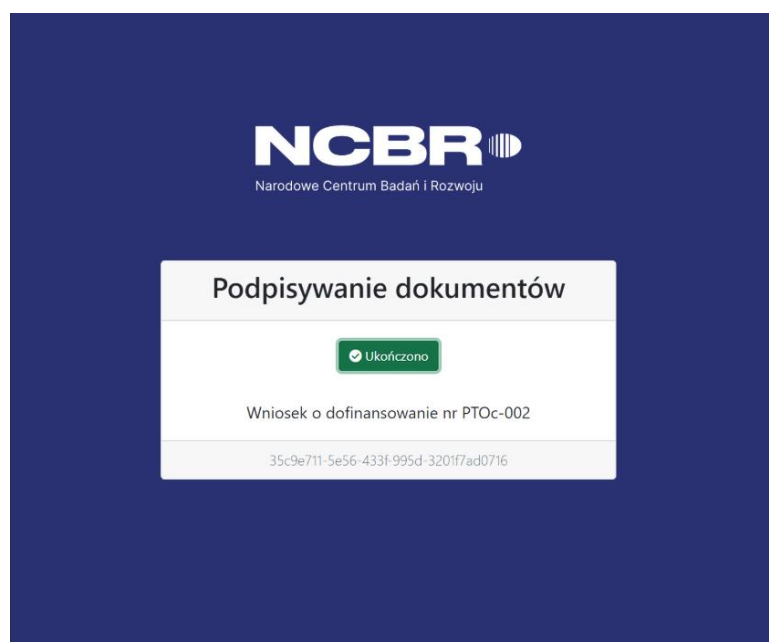 NCBR
Narodowe Centrum Badań i Rozwoju
Podpisywanie dokumentów
Ukończono
Wniosek o dofinansowanie nr PTOc-002
35c9e711-5e56-433f-995d-3201f7ad0716